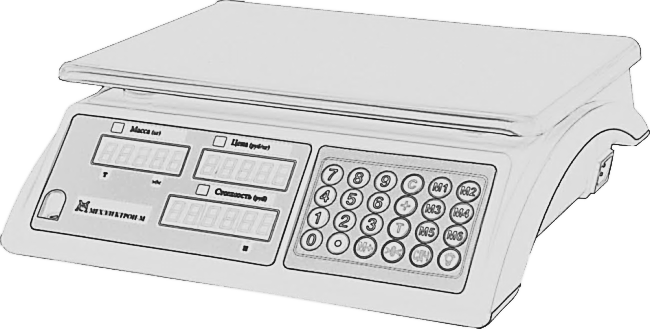 Масса (кг)
Цена (руб/кг)
Стоимость (руб)
Т
МЕХЭЛЕКТРОН-М
7 8 9 C M1 M2
4 5 6 + M3 M4
1 2 3 T M5 M6
0